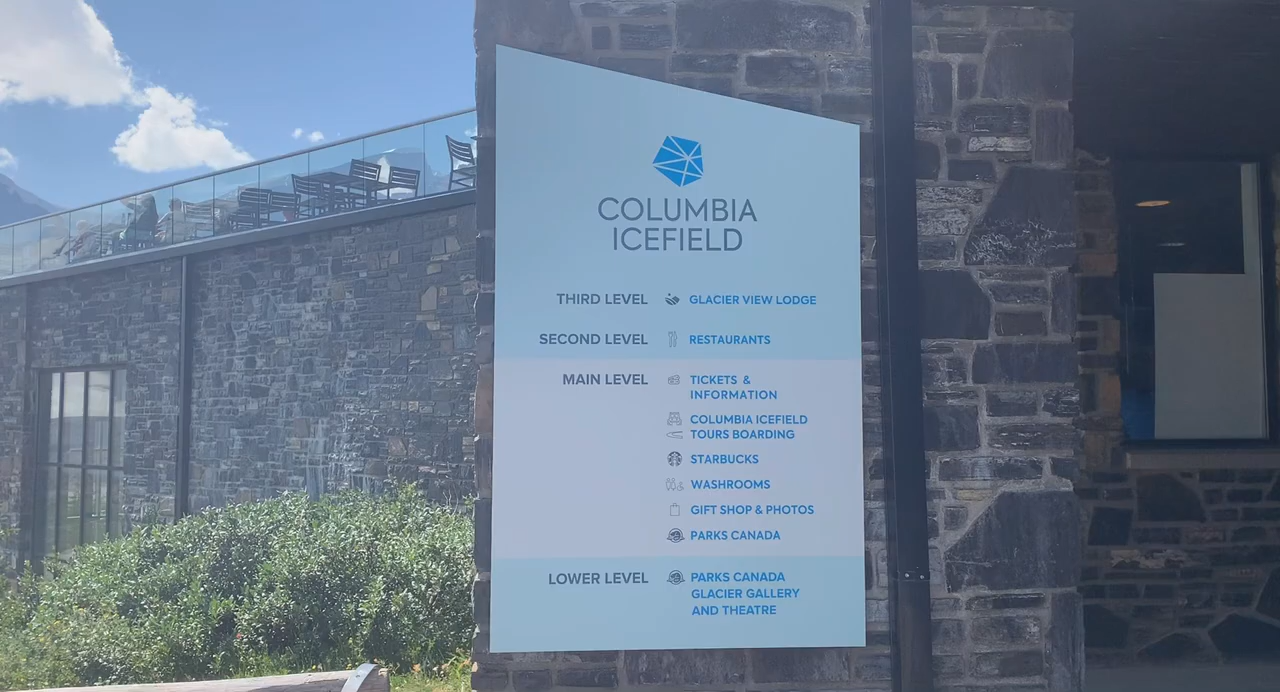 COLUMBIA
ICEFIELD
THIRD LEVEL GLACIER VIEW LODGE
SECOND LEVEL RESTAURANTS
MAIN LEVEL TICKETS &
INFORMATION
COLUMBIA ICEFIELD
TOURS BOARDING
STARBUCKS
WASHROOMS
GIFT SHOP & PHOTOS
PARKS CANADA
LOWER LEVEL PARKS CANADA
GLACIER GALLERY
AND THEATRE